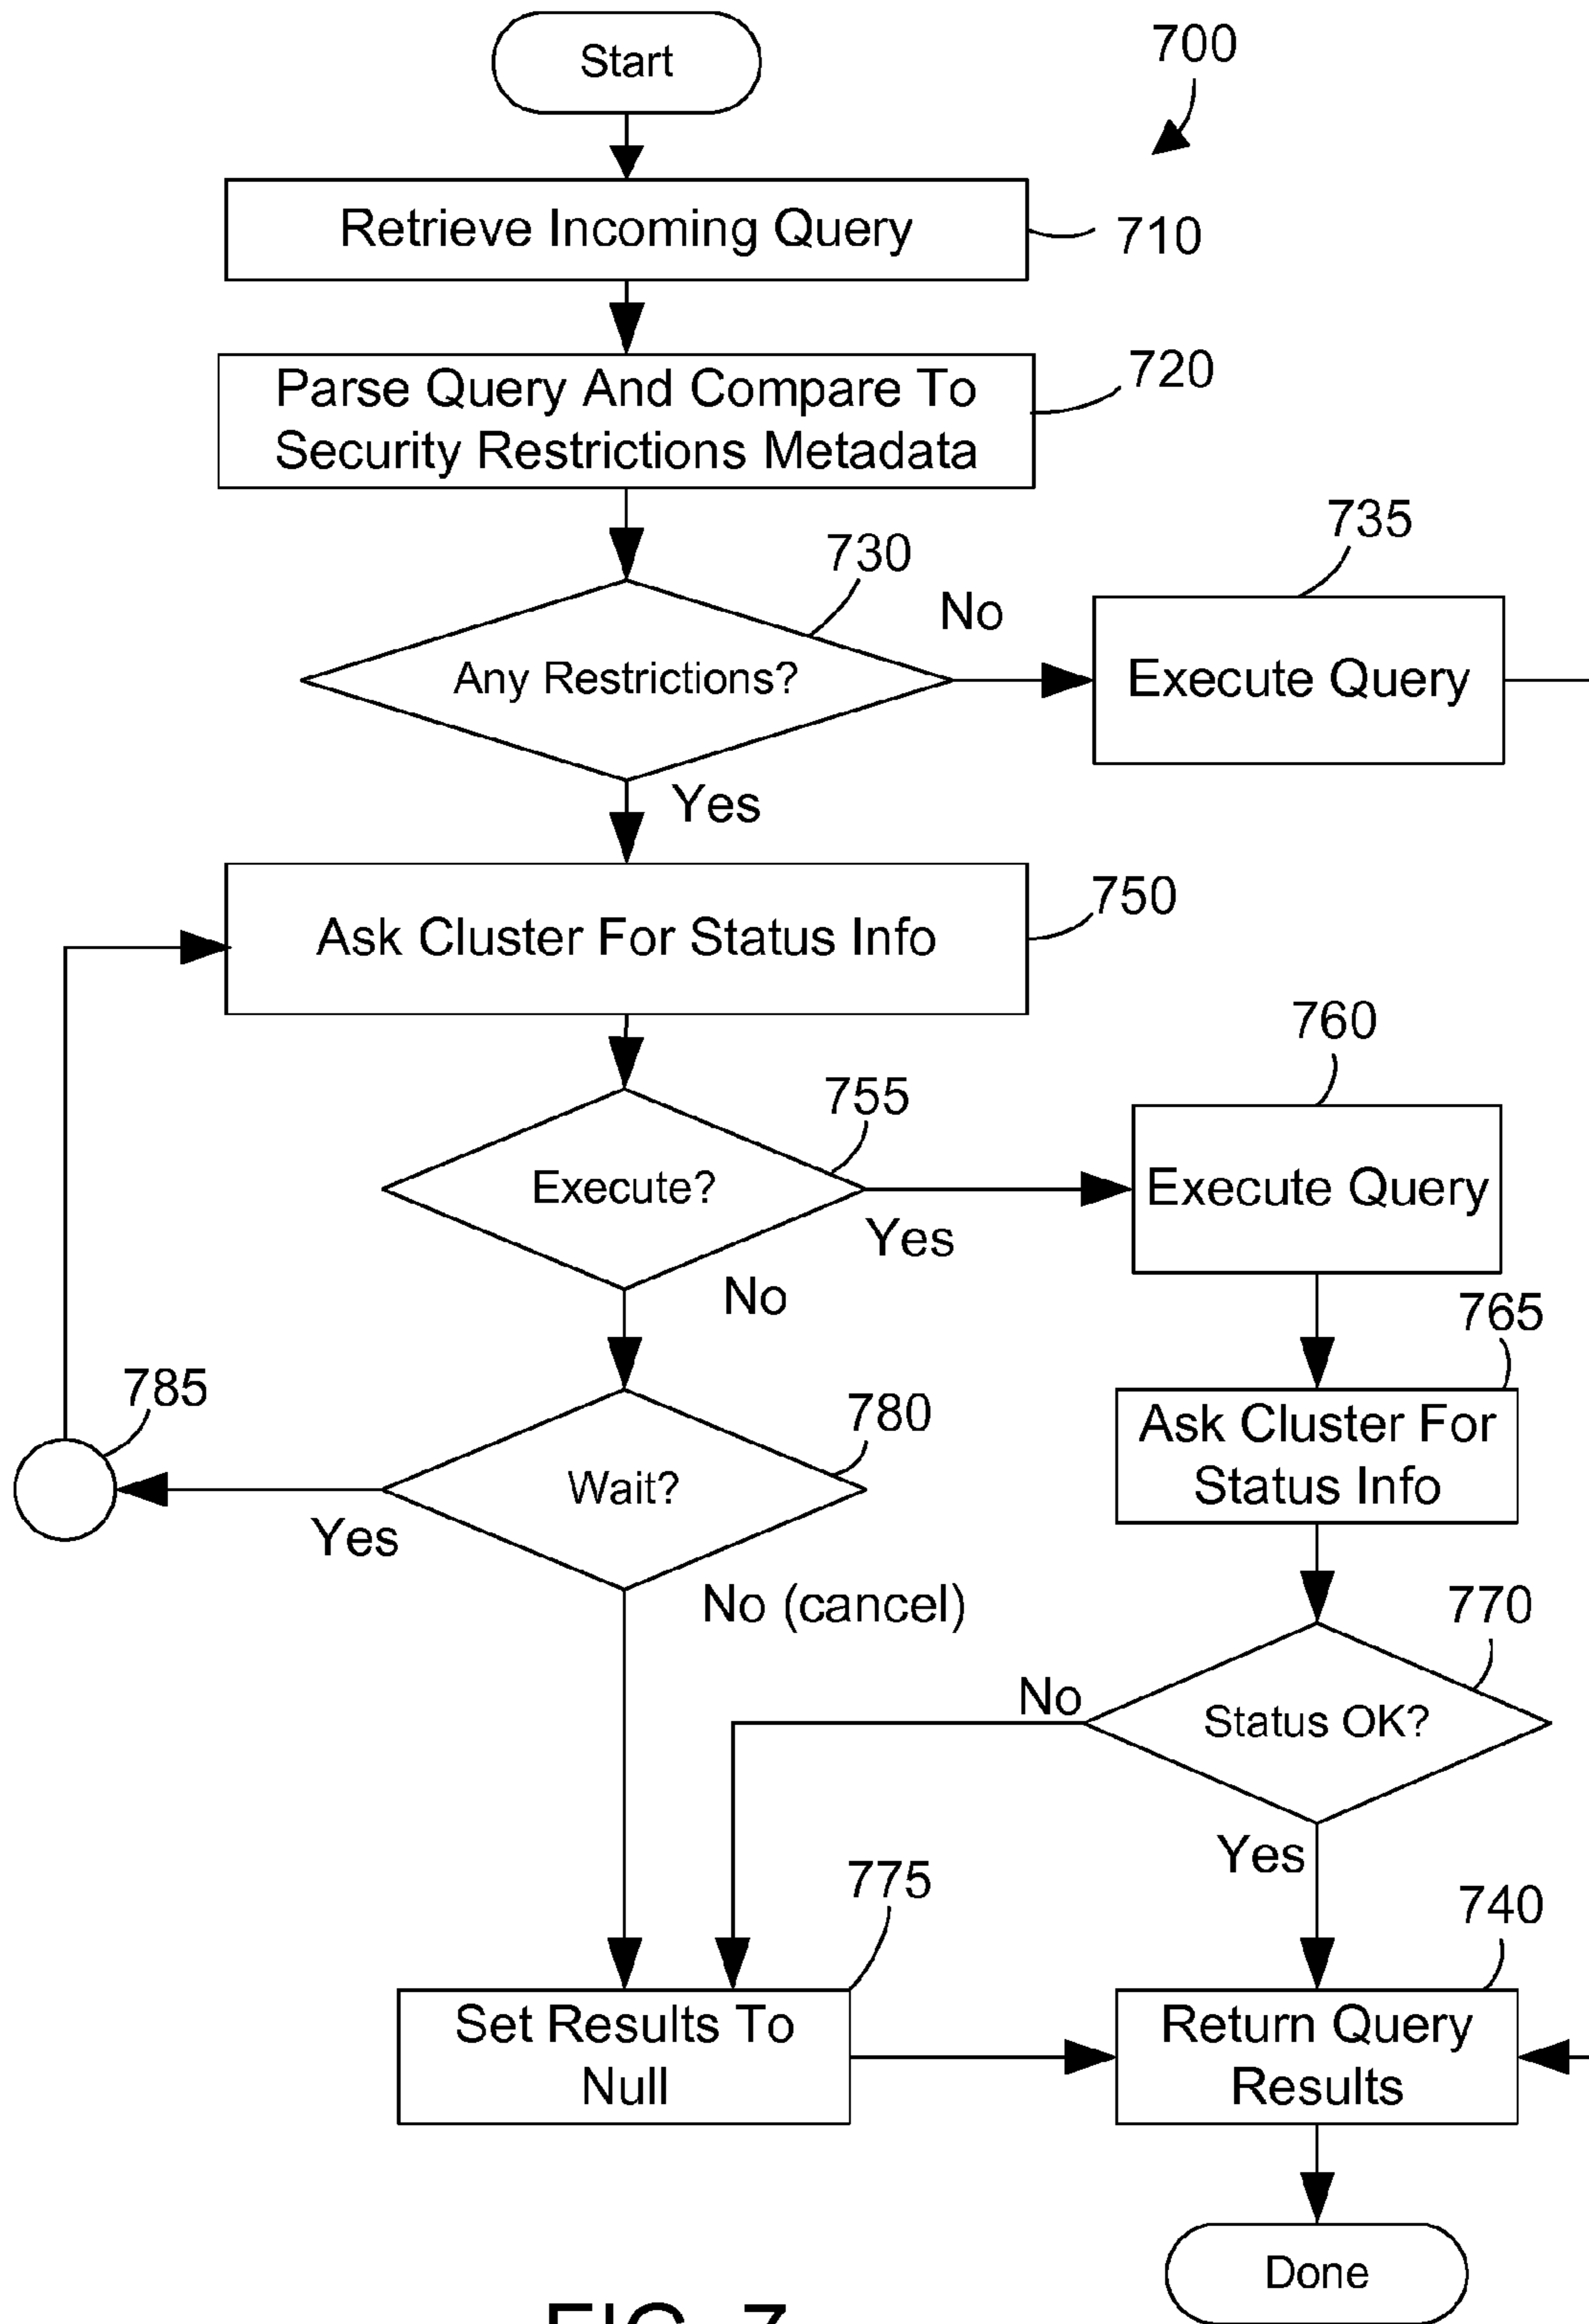 Start
700
Retrieve Incoming Query
710
Parse Query And Compare To
Security Restrictions Metadata
720
730
735
No
Any Restrictions?
Execute Query
Yes
Ask Cluster For Status Info
750
760
755
Execute?
Execute Query
Yes
No
765
785
780
Ask Cluster For
Status Info
Wait?
Yes
No (cancel)
770
No
Status OK?
Yes
775
740
Set Results To
Null
Return Query
Results
Done
FIG. 7